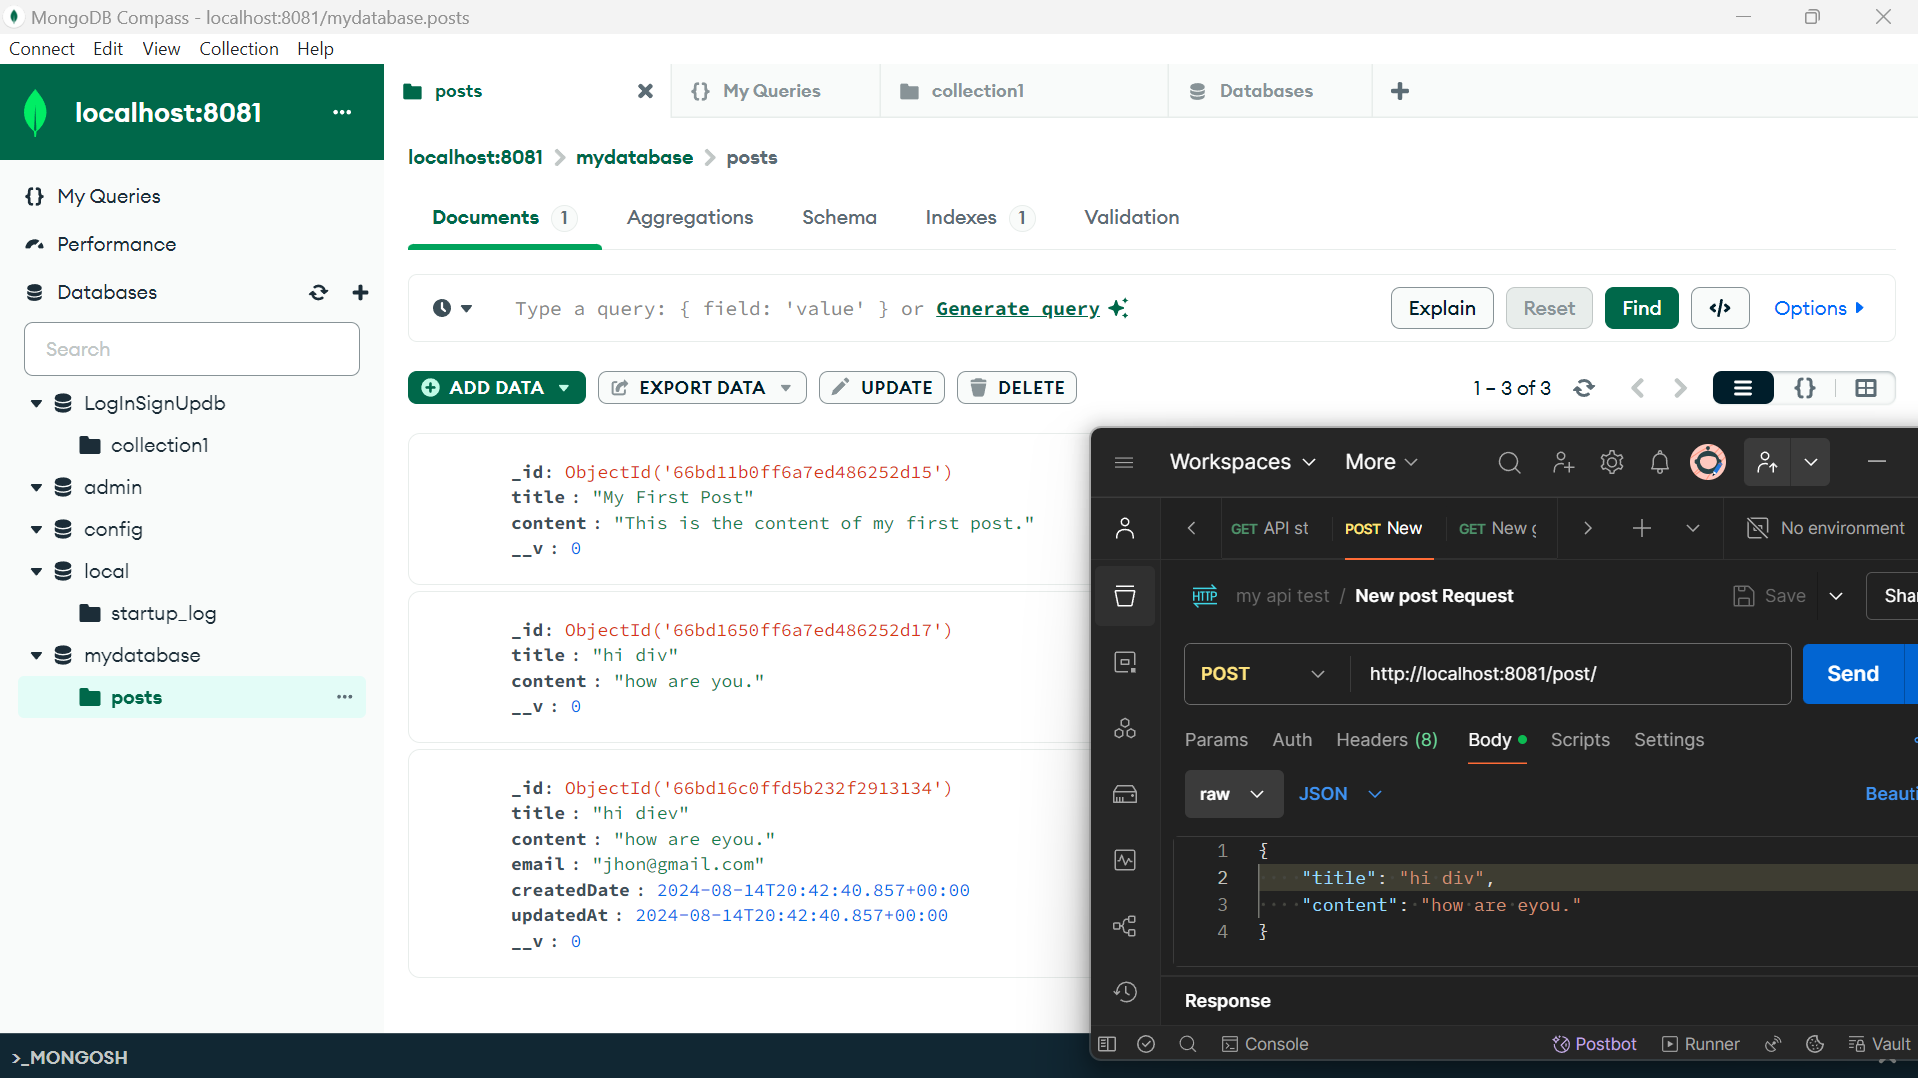 MongoDB Compass - localhost:8081/mydatabase.posts
Connect Edit View Collection Help
localhost:8081
My Queries
Performance
Databases
Search
LogInSignUpdb
collection1
admin
config
local
startup_log
mydatabase
posts
posts
{} My Queries
collection1
Databases
localhost:8081 > mydatabase > posts
Documents 1 Aggregations Schema Indexes 1 Validation
Type a query: { field: 'value' } or Generate query
Explain Reset Find </> Options
ADD DATA EXPORT DATA UPDATE DELETE
1 – 3 of 3
_id: ObjectId('66bd11b0ff6a7ed486252d15')
title : "My First Post"
content : "This is the content of my first post."
__v : 0
_id: ObjectId('66bd1650ff6a7ed486252d17')
title : "hi div"
content : "how are you."
__v : 0
_id: ObjectId('66bd16c0ffd5b232f2913134')
title : "hi diev"
content : "how are eyou."
email : "jhon@gmail.com"
createdDate : 2024-08-14T20:42:40.857+00:00
updatedAt : 2024-08-14T20:42:40.857+00:00
__v : 0
>_MONGOSH
Workspaces More
GET API st POST New GET New
No environment
HTTP my api test / New post Request
Save Shar
POST http://localhost:8081/post/ Send
Params Auth Headers (8) Body Scripts Settings
raw JSON Beauti
1 {
2 "title": "hi div",
3 "content": "how are eyou."
4 }
Response
Console Postbot Runner Vault